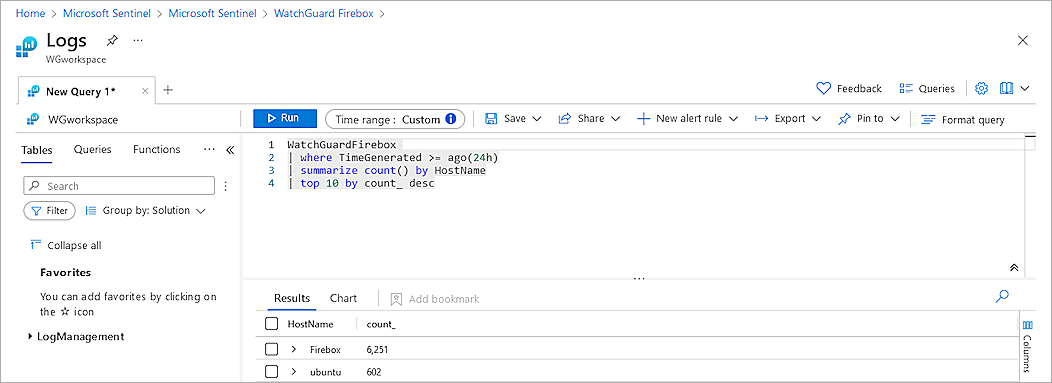 Home > Microsoft Sentinel > Microsoft Sentinel > WatchGuard Firebox >
Logs
WGworkspace
New Query 1*
Feedback
Queries
WGworkspace
Run
Time range : Custom
Save
Share
New alert rule
Export
Pin to
Format query
Tables
Queries
Functions
Search
Filter
Group by: Solution
Collapse all
Favorites
You can add favorites by clicking on
the ☆ icon
LogManagement
1 WatchGuardFirebox
2 | where TimeGenerated >= ago(24h)
3 | summarize count() by HostName
4 | top 10 by count_ desc
Results
Chart
Add bookmark
HostName count_
Firebox 6,251
ubuntu 602
Columns